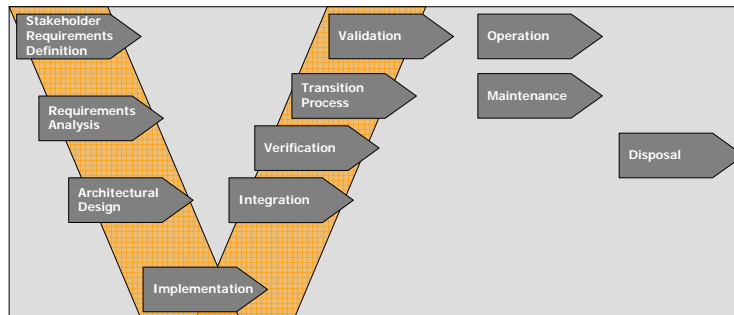 Stakeholder
Requirements
Definition
Requirements
Analysis
Architectural
Design
Implementation
Integration
Verification
Transition
Process
Validation
Operation
Maintenance
Disposal